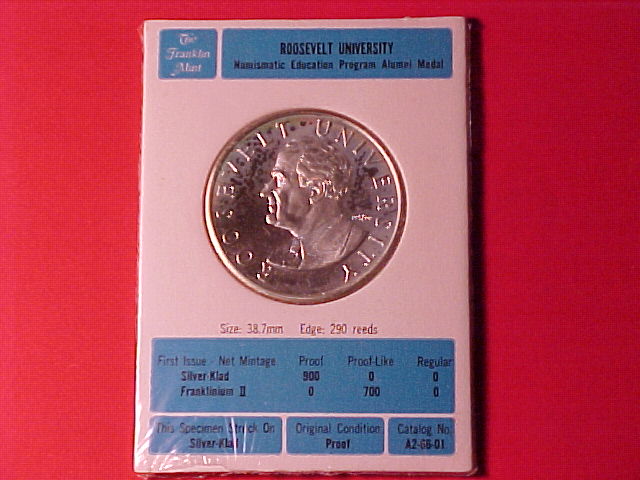 The
Franklin
Mint
ROOSEVELT UNIVERSITY
Numismatic Education Program Alumni Medal
ROOSEVELT UNIVERSITY
Size: 38.7mm Edge: 290 reeds
First Issue - Net Mintage Proof Proof-Like Regular
Silver-Klad 900 0 0
Franklinium II 0 700 0
This Specimen Struck On
Silver-Klad
Original Condition
Proof
Catalog No.
A2-GB-01